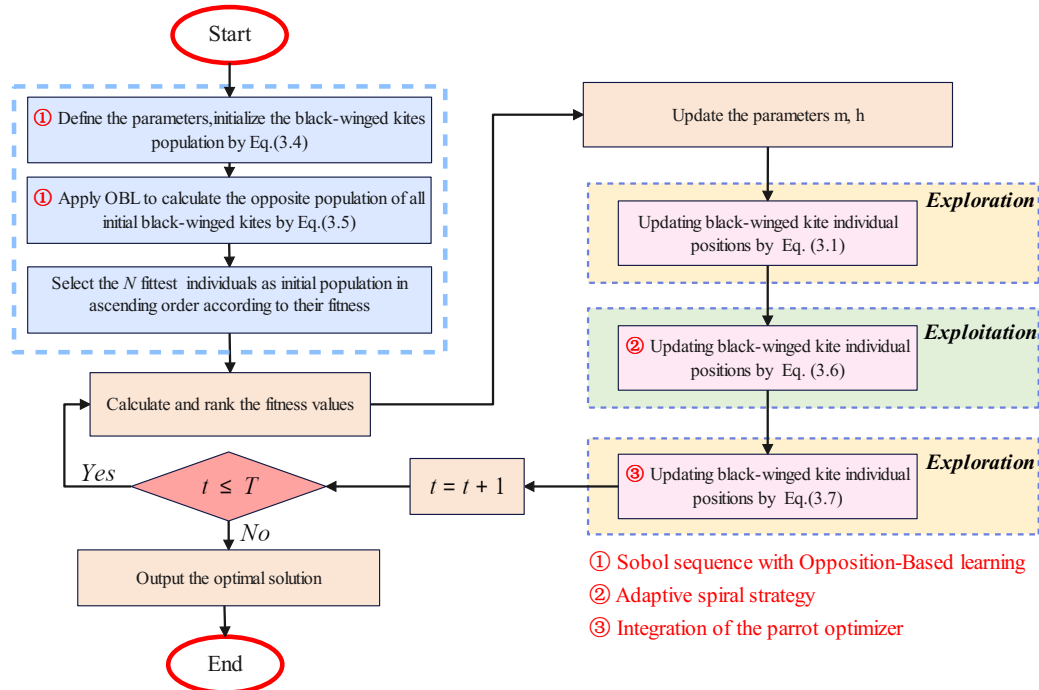 Start
① Define the parameters,initialize the black-winged kites
population by Eq.(3.4)
① Apply OBL to calculate the opposite population of all
initial black-winged kites by Eq.(3.5)
Select the N fittest individuals as initial population in
ascending order according to their fitness
Calculate and rank the fitness values
Update the parameters m, h
Exploration
Updating black-winged kite individual
positions by Eq. (3.1)
Exploitation
② Updating black-winged kite individual
positions by Eq. (3.6)
Exploration
③ Updating black-winged kite individual
positions by Eq.(3.7)
t = t + 1
t ≤ T
Yes
No
Output the optimal solution
End
① Sobol sequence with Opposition-Based learning
② Adaptive spiral strategy
③ Integration of the parrot optimizer